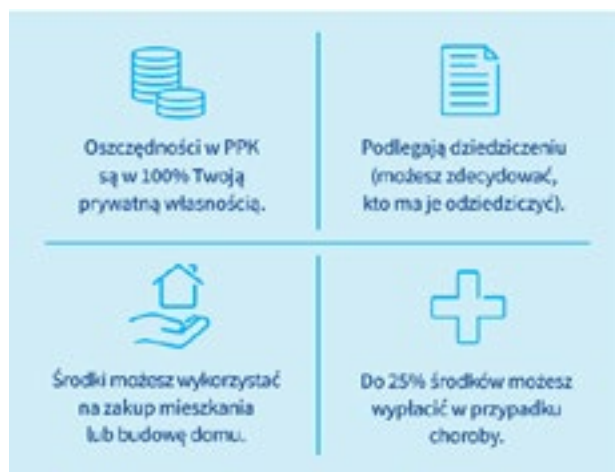 Oszczędności w PPK
są w 100% Twoją
prywatną własnością.
Podlegają dziedziczeniu
(możesz zdecydować,
kto ma je odziedziczyć).
Środki możesz wykorzystać
na zakup mieszkania
lub budowę domu.
Do 25% środków możesz
wypłacić w przypadku
choroby.